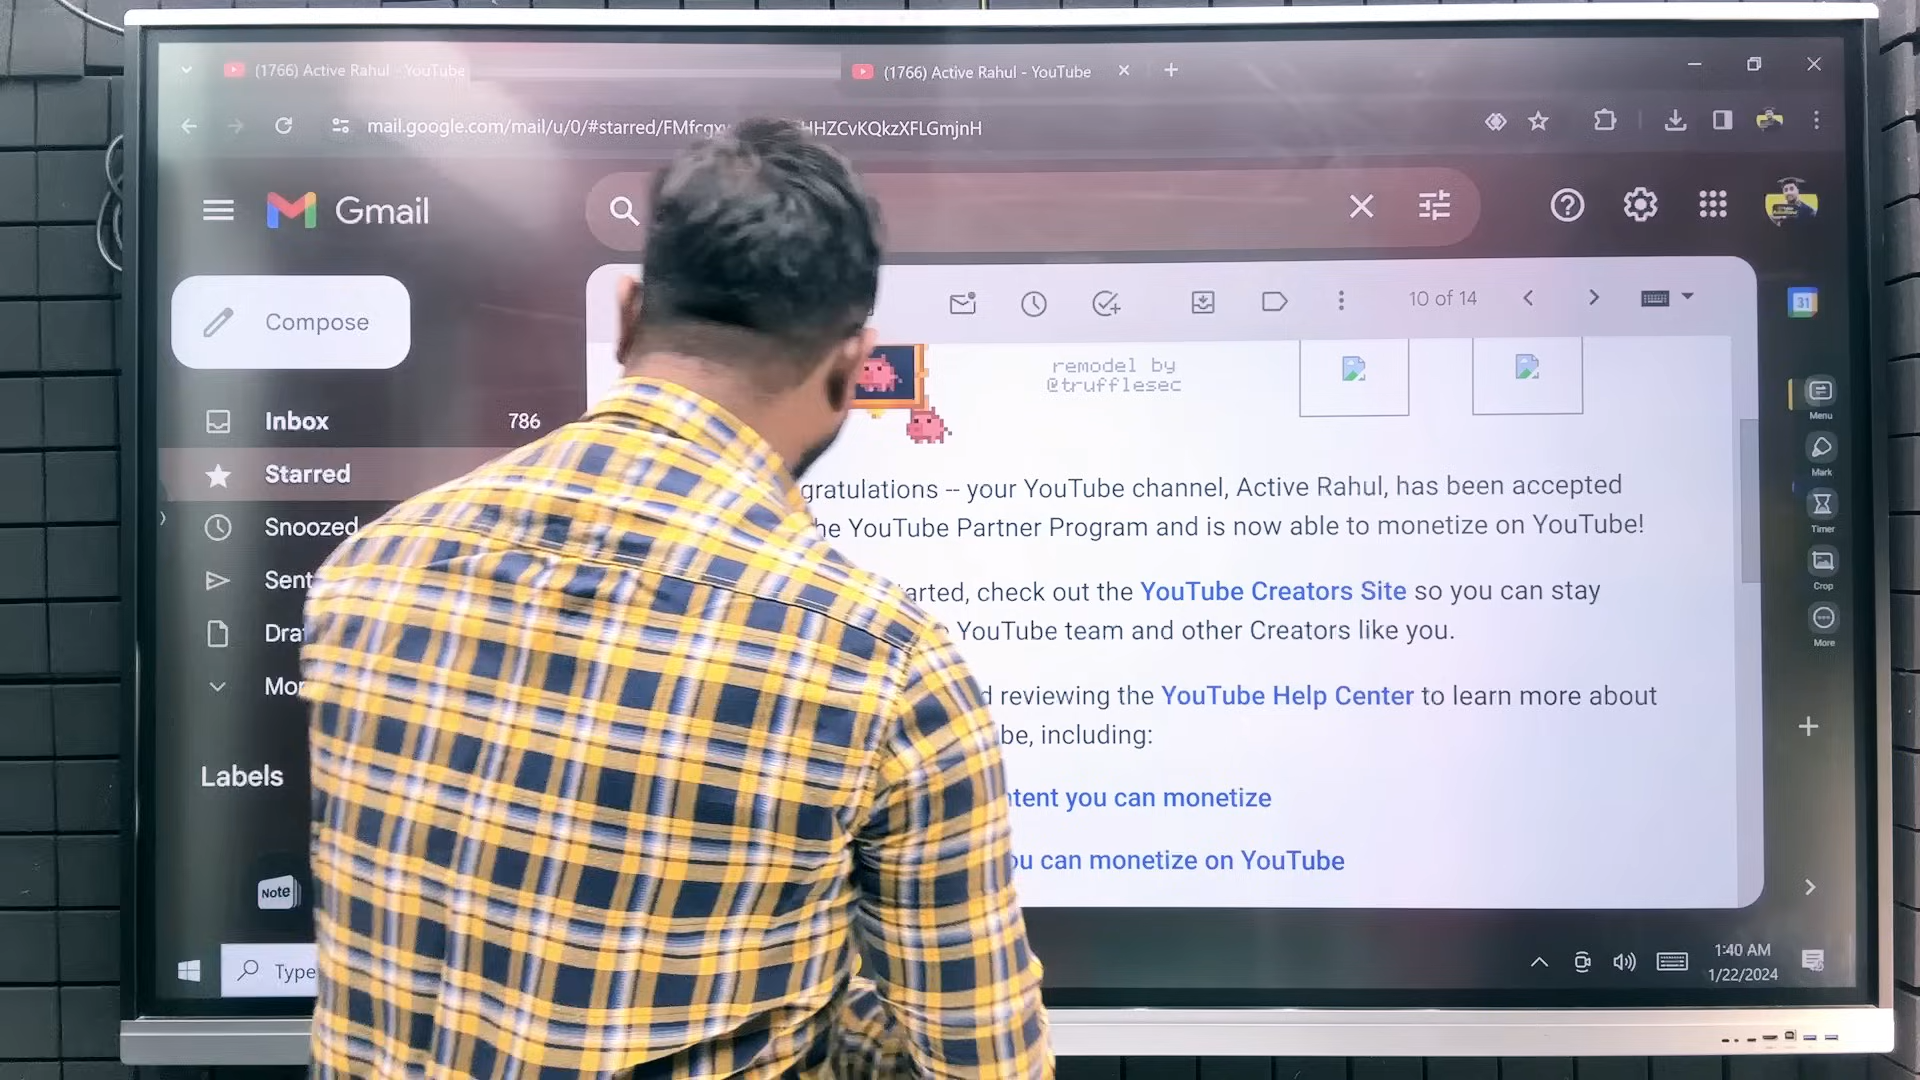 (1766) Active Rahul - YouTube
(1766) Active Rahul - YouTube
mail.google.com/mail/u/0/#starred/FMfcgx HHZCvKQkzXFLGmjnH
Gmail
Compose
10 of 14
31
remodel by
@trufflesec
Inbox 786
Starred
Snoozed
Sent
Labels
gratulations -- your YouTube channel, Active Rahul, has been accepted
he YouTube Partner Program and is now able to monetize on YouTube!
arted, check out the YouTube Creators Site so you can stay
YouTube team and other Creators like you.
reviewing the YouTube Help Center to learn more about
be, including:
ntent you can monetize
ou can monetize on YouTube
Menu
Mark
Timer
Crop
More
Note
Type
1:40 AM
1/22/2024